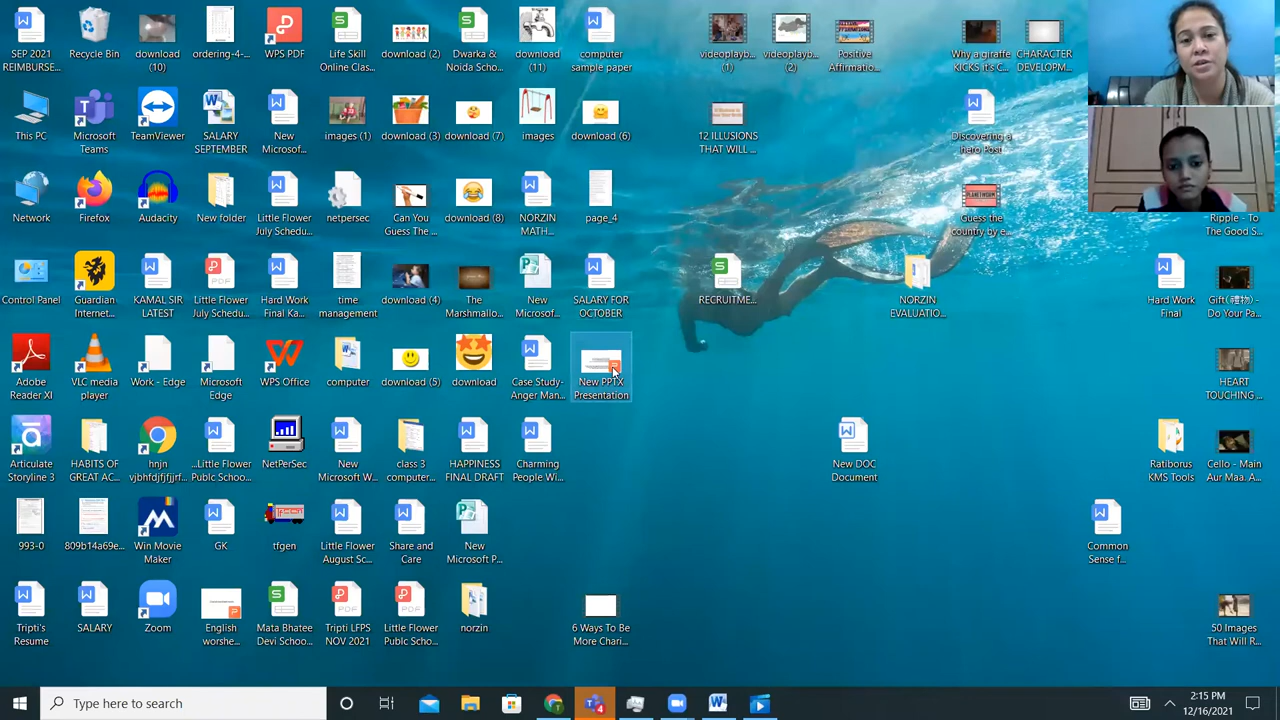 SEP 2021
REIMBURSE...
Recycle Bin
download
(10)
ordering-4-...
WPS PDF
Life Skill
Online Clas...
download (2)
Dwarka &
Noida Scho...
download
(11)
computer
sample paper
videoplayb...
(1)
videoplayb...
(2)
Positive
Affirmatio...
Why a giraffe
KICKS it's C...
CHARACTER
DEVELOPM...
This PC
Microsoft
Teams
TeamViewer
SALARY
SEPTEMBER
New
Microsof...
images (1)
download (3)
download (7)
images
download (6)
12 ILLUSIONS
THAT WILL ...
Discovering a
hero Post...
Network
Firefox
Audacity
New folder
Little Flower
July Schedu...
netpersec
Can You
Guess The ...
download (8)
NORZIN
MATH...
page_4
PLANETWORM
Guess the
country by e...
Ripple - To
The Good S...
Control Panel
Guardian
Internet...
KAMAL SIR
LATEST
Little Flower
July Schedu...
Hard Work
Final Ka...
time
management
download (4)
The
Marshmallo...
New
Microsof...
SALARY FOR
OCTOBER
RECRUITME...
NORZIN
EVALUATIO...
Hard Work
Final
Gift(禮物)-
Do Your Pa...
Adobe
Reader XI
VLC media
player
Work - Edge
Microsoft
Edge
WPS Office
computer
download (5)
download
Case Study-
Anger Man...
New PPTX
Presentation
HEART
TOUCHING ...
Articulate
Storyline 3
HABITS OF
GREAT AC...
hnjn
vjbhfdjfjfjjrf...
...Little Flower
Publc Schoo...
NetPerSec
New
Microsoft W...
class 3
computer...
HAPPINESS
FINAL DRAFT
Charming
People Wi...
New DOC
Document
Ratiborus
KMS Tools
Cello - Main
Aur Maa. A...
993-0
809b14a69e...
Win Movie
Maker
GK
tfgen
Little Flower
August Sc...
Share and
Care
New
Microsoft P...
Common
Sense f...
Tripti's
Resume
SALARY
Zoom
English
worshe...
Mata Bhatee
Devi Schoo...
Tripti LFPS
NOV 2021
Little Flower
Publc Scho...
norzin
6 Ways To Be
More Chari...
50 Images
That Will R...
Type here to search
4
2:15 PM
12/16/2021